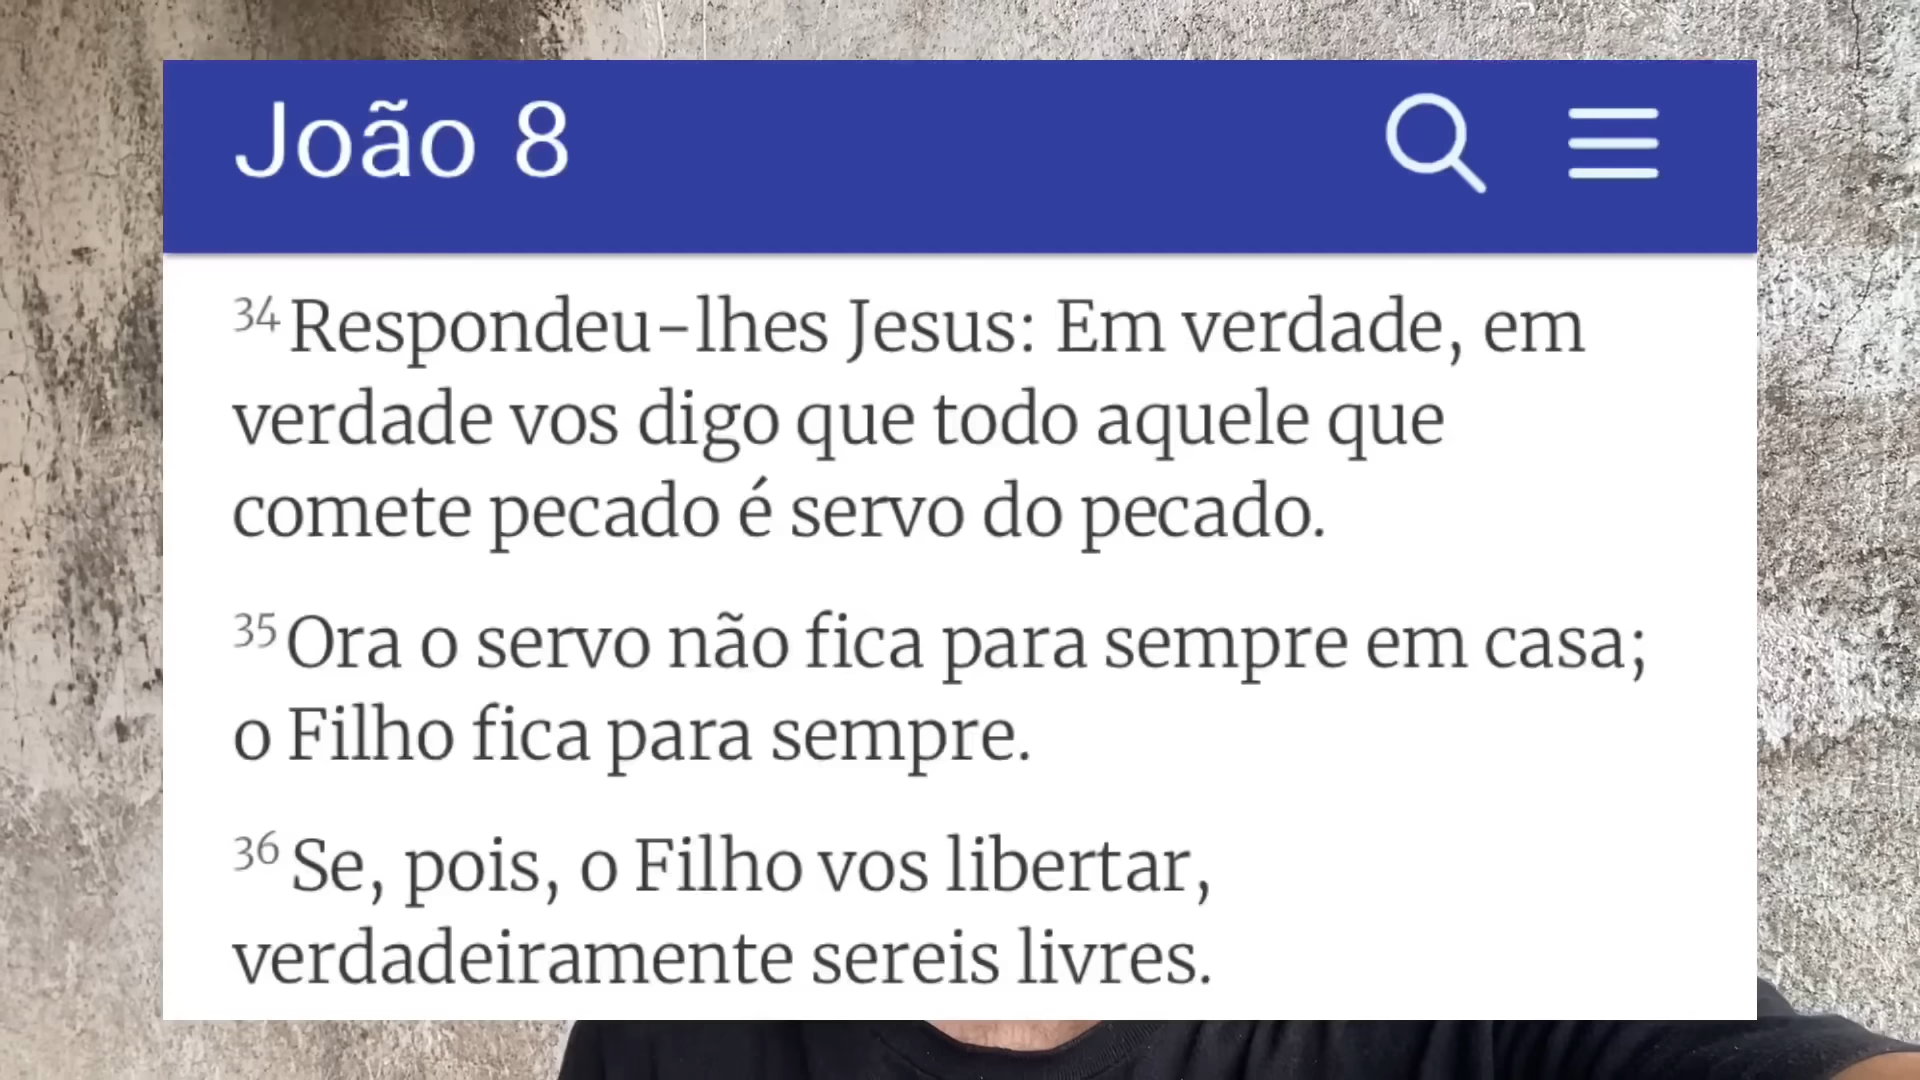 João 8
34 Respondeu-lhes Jesus: Em verdade, em
verdade vos digo que todo aquele que
comete pecado é servo do pecado.
35 Ora o servo não fica para sempre em casa;
o Filho fica para sempre.
36 Se, pois, o Filho vos libertar,
verdadeiramente sereis livres.